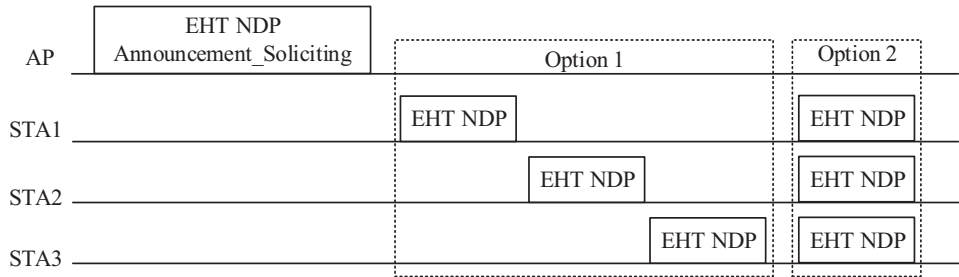 EHT NDP
Announcement_Soliciting
AP
Option 1
Option 2
STA1
EHT NDP
EHT NDP
STA2
EHT NDP
EHT NDP
STA3
EHT NDP
EHT NDP